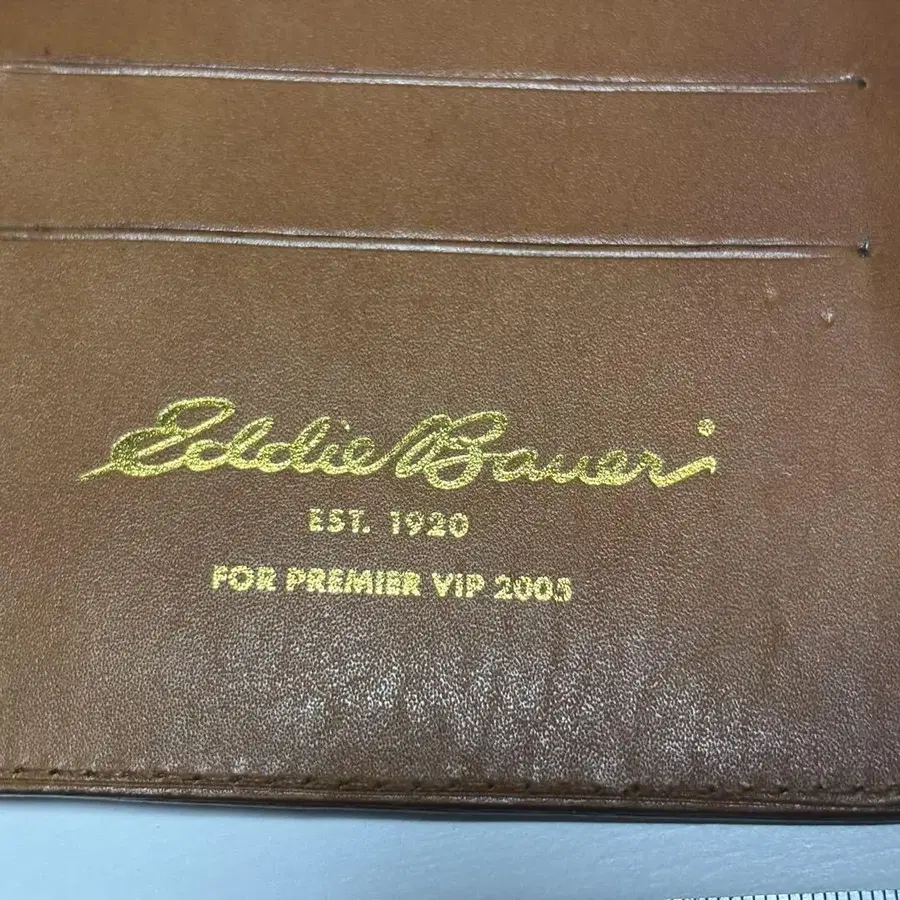 Eddie Bauer
EST. 1920
FOR PREMIER VIP 2005